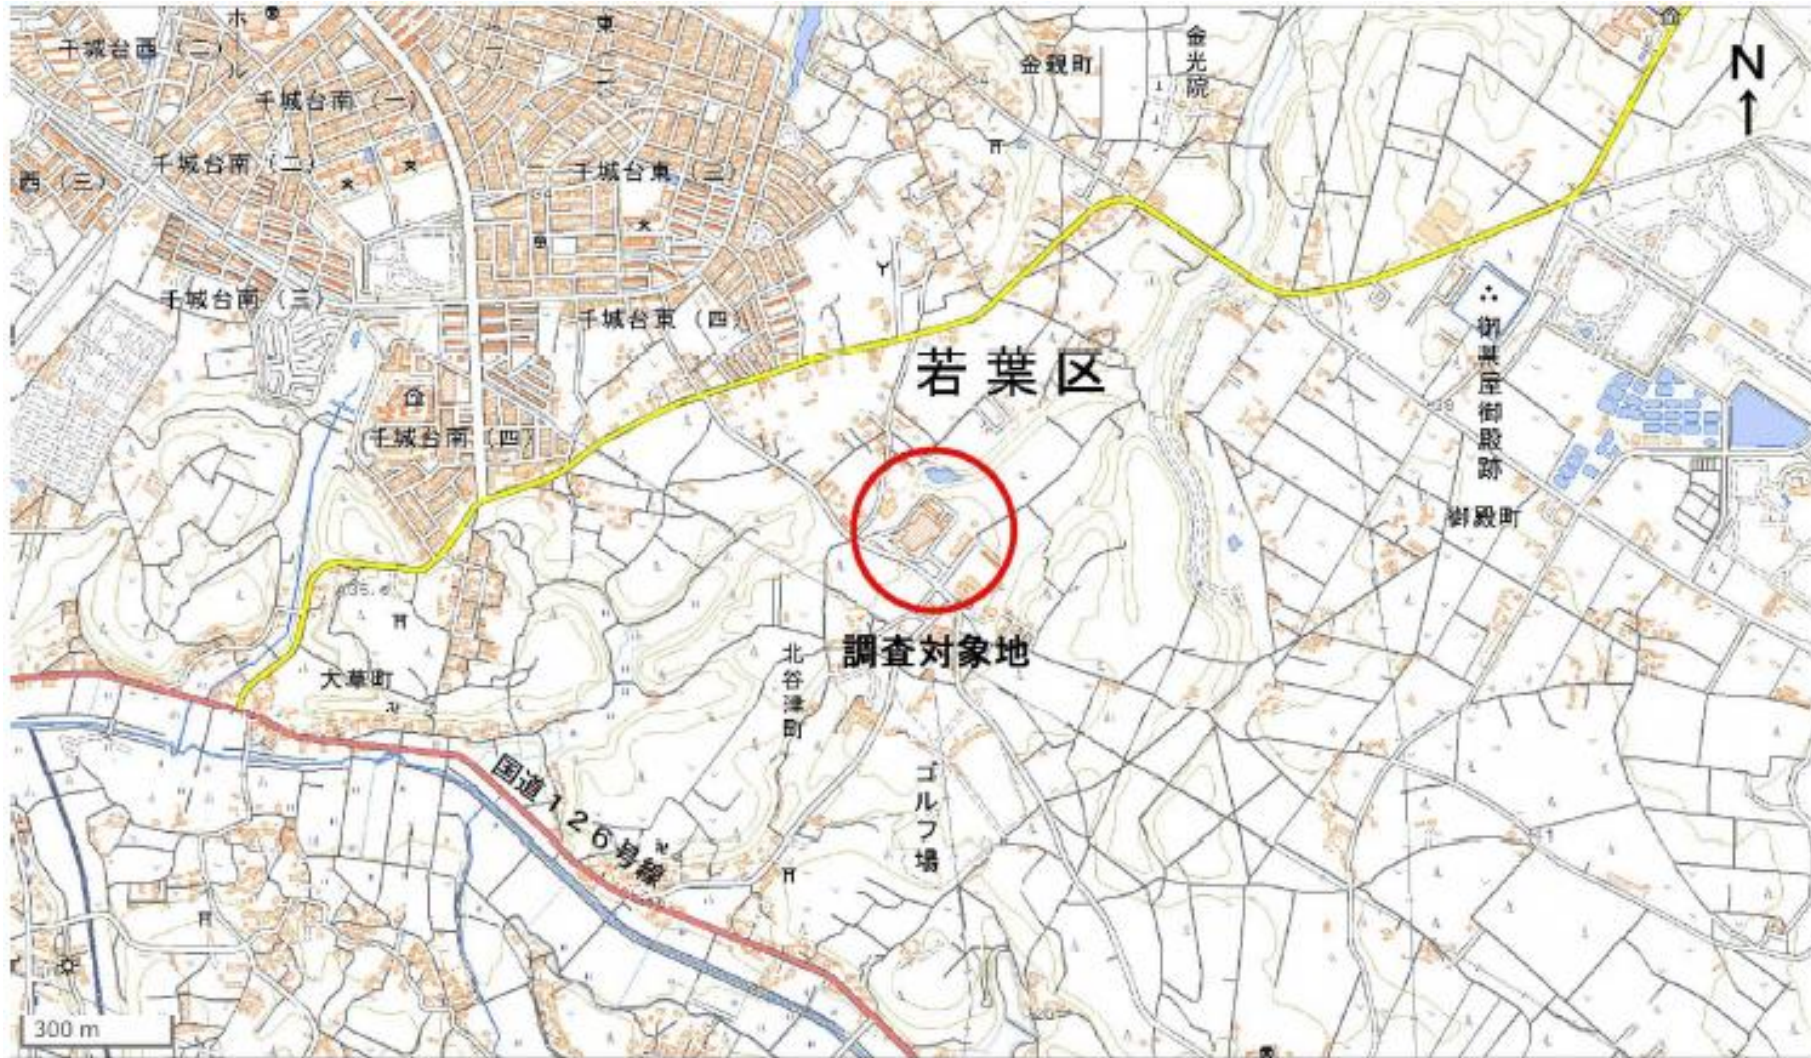 ホ
ー
ル
千城台西（二）
千城台南（一）
千城台南（二）
西（三）
千城台東（二）
千城台南（三）
千城台東（四）
千城台南（四）
金親町
金光院
N
若葉区
御茶屋御殿跡
御殿町
調査対象地
大草町
北谷津町
国道１２６号線
ゴルフ場
300 m